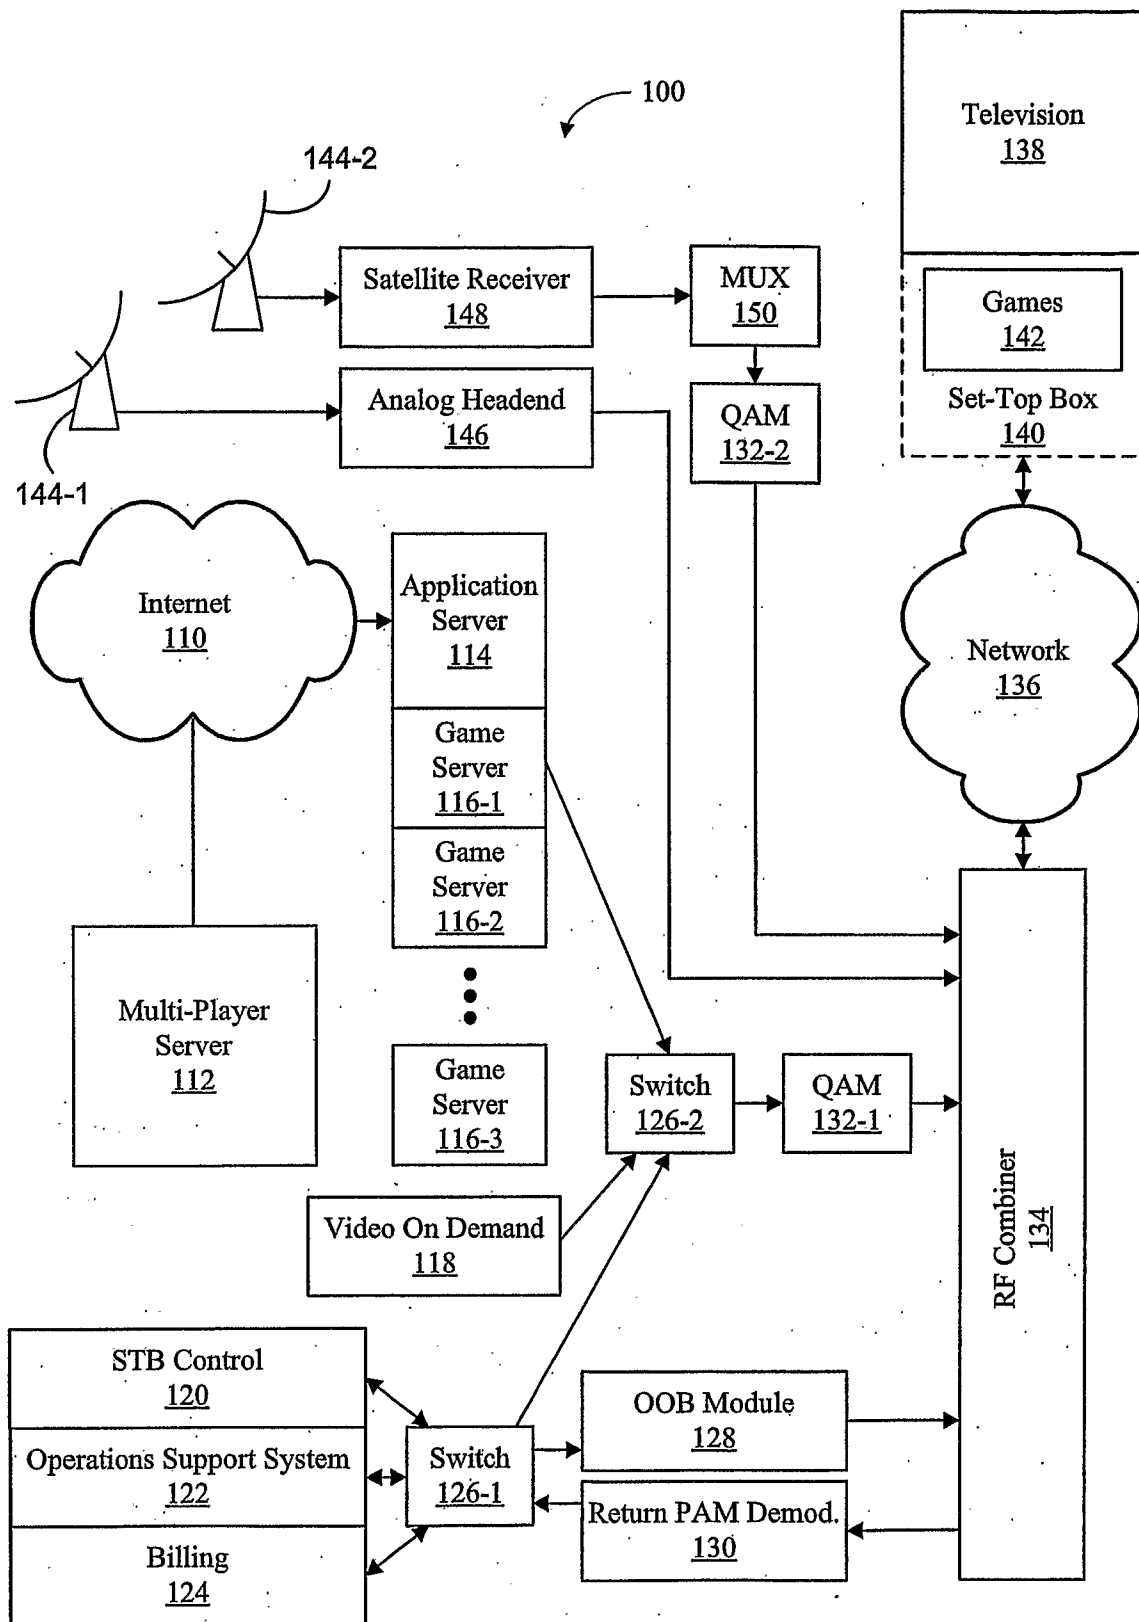 100
Television
138
144-2
Satellite Receiver
148
MUX
150
Games
142
Analog Headend
146
QAM
132-2
Set-Top Box
140
144-1
Internet
110
Application
Server
114
Network
136
Game
Server
116-1
Game
Server
116-2
Multi-Player
Server
112
Game
Server
116-3
Switch
126-2
QAM
132-1
RF Combiner
134
Video On Demand
118
STB Control
120
OOB Module
128
Operations Support System
122
Switch
126-1
Return PAM Demod.
130
Billing
124